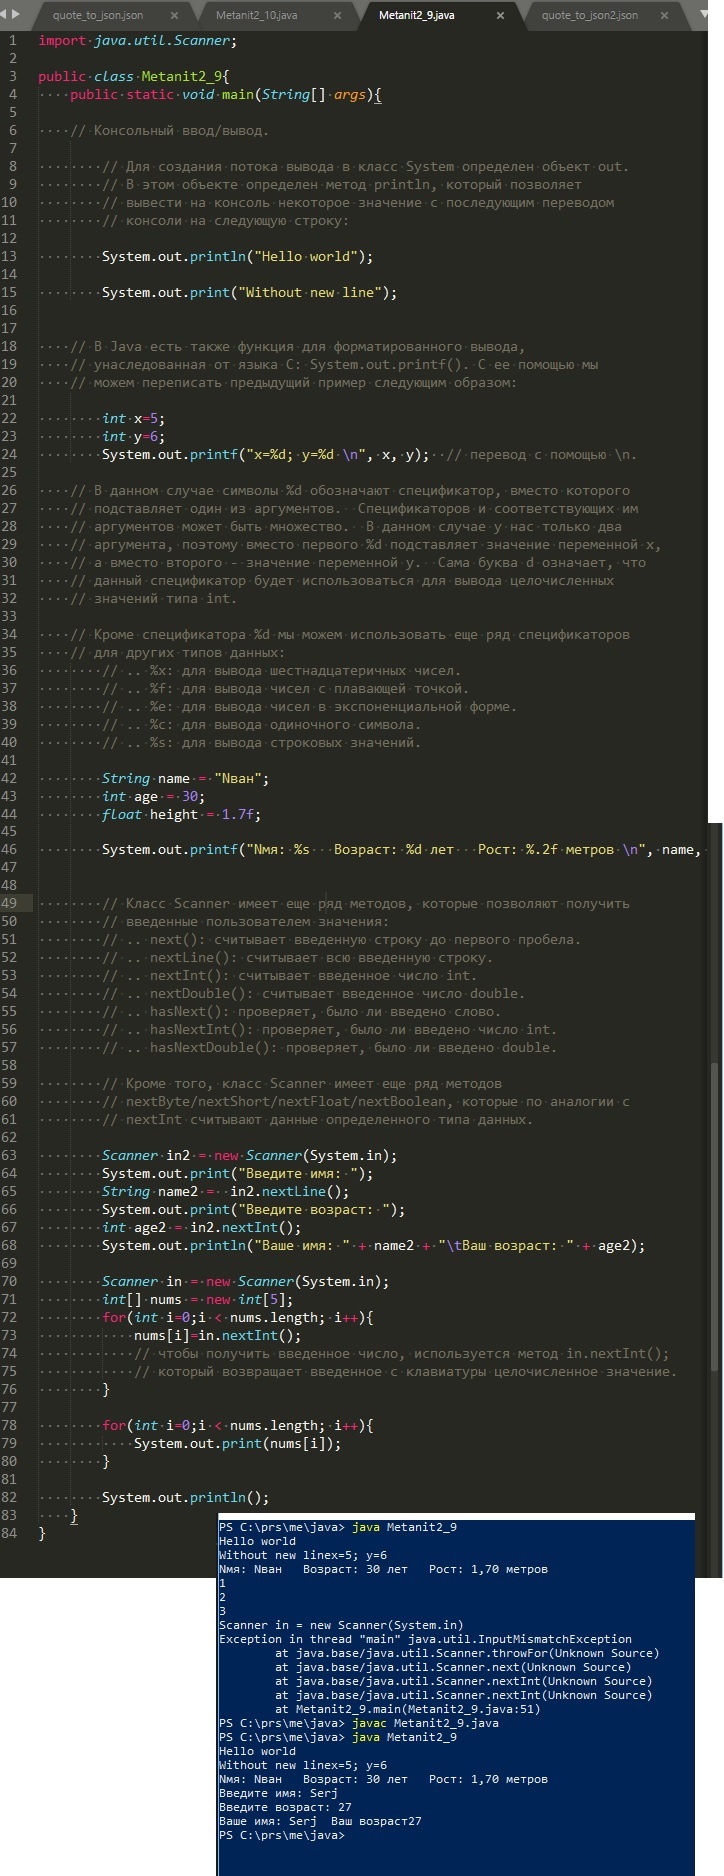 quote_to_json.json × Metanit2_10.java × Metanit2_9.java × quote_to_json2.json ×
1 import java.util.Scanner;
2
3 public class Metanit2_9{
4 public static void main(String[] args){
5
6 // Консольный ввод/вывод.
7
8 // Для создания потока вывода в класс System определен объект out.
9 // В этом объекте определен метод println, который позволяет
10 // вывести на консоль некоторое значение с последующим переводом
11 // консоли на следующую строку:
12
13 System.out.println("Hello world");
14
15 System.out.print("Without new line");
16
17
18 // В Java есть также функция для форматированного вывода,
19 // унаследованная от языка С: System.out.printf(). С ее помощью мы
20 // можем переписать предыдущий пример следующим образом:
21
22 int x=5;
23 int y=6;
24 System.out.printf("x=%d; y=%d \n", x, y); // перевод с помощью \n.
25
26 // В данном случае символы %d обозначают спецификатор, вместо которого
27 // подставляет один из аргументов. Спецификаторов и соответствующих им
28 // аргументов может быть множество. В данном случае у нас только два
29 // аргумента, поэтому вместо первого %d подставляет значение переменной x,
30 // а вместо второго - значение переменной y. Сама буква d означает, что
31 // данный спецификатор будет использоваться для вывода целочисленных
32 // значений типа int.
33
34 // Кроме спецификатора %d мы можем использовать еще ряд спецификаторов
35 // для других типов данных:
36 // .. %x: для вывода шестнадцатеричных чисел.
37 // .. %f: для вывода чисел с плавающей точкой.
38 // .. %e: для вывода чисел в экспоненциальной форме.
39 // .. %c: для вывода одиночного символа.
40 // .. %s: для вывода строковых значений.
41
42 String name = "Nван";
43 int age = 30;
44 float height = 1.7f;
45
46 System.out.printf("Nмя: %s Возраст: %d лет Рост: %.2f метров \n", name,
47
48
49 // Класс Scanner имеет еще ряд методов, которые позволяют получить
50 // введенные пользователем значения:
51 // .. next(): считывает введенную строку до первого пробела.
52 // .. nextLine(): считывает всю введенную строку.
53 // .. nextInt(): считывает введенное число int.
54 // .. nextDouble(): считывает введенное число double.
55 // .. hasNext(): проверяет, было ли введено слово.
56 // .. hasNextInt(): проверяет, было ли введено число int.
57 // .. hasNextDouble(): проверяет, было ли введено double.
58
59 // Кроме того, класс Scanner имеет еще ряд методов
60 // nextByte/nextShort/nextFloat/nextBoolean, которые по аналогии с
61 // nextInt считывают данные определенного типа данных.
62
63 Scanner in2 = new Scanner(System.in);
64 System.out.print("Введите имя: ");
65 String name2 = in2.nextLine();
66 System.out.print("Введите возраст: ");
67 int age2 = in2.nextInt();
68 System.out.println("Ваше имя: " + name2 + "\tВаш возраст: " + age2);
69
70 Scanner in = new Scanner(System.in);
71 int[] nums = new int[5];
72 for(int i=0;i < nums.length; i++){
73 nums[i]=in.nextInt();
74 // чтобы получить введенное число, используется метод in.nextInt();
75 // который возвращает введенное с клавиатуры целочисленное значение.
76 }
77
78 for(int i=0;i < nums.length; i++){
79 System.out.print(nums[i]);
80 }
81
82 System.out.println();
83 }
84 }
PS C:\prs\me\java> java Metanit2_9
Hello world
Without new linex=5; y=6
Nмя: Nван Возраст: 30 лет Рост: 1,70 метров
1
2
3
Scanner in = new Scanner(System.in)
Exception in thread "main" java.util.InputMismatchException
at java.base/java.util.Scanner.throwFor(Unknown Source)
at java.base/java.util.Scanner.next(Unknown Source)
at java.base/java.util.Scanner.nextInt(Unknown Source)
at java.base/java.util.Scanner.nextInt(Unknown Source)
at Metanit2_9.main(Metanit2_9.java:51)
PS C:\prs\me\java> javac Metanit2_9.java
PS C:\prs\me\java> java Metanit2_9
Hello world
Without new linex=5; y=6
Nмя: Nван Возраст: 30 лет Рост: 1,70 метров
Введите имя: Serj
Введите возраст: 27
Ваше имя: Serj Ваш возраст27
PS C:\prs\me\java>